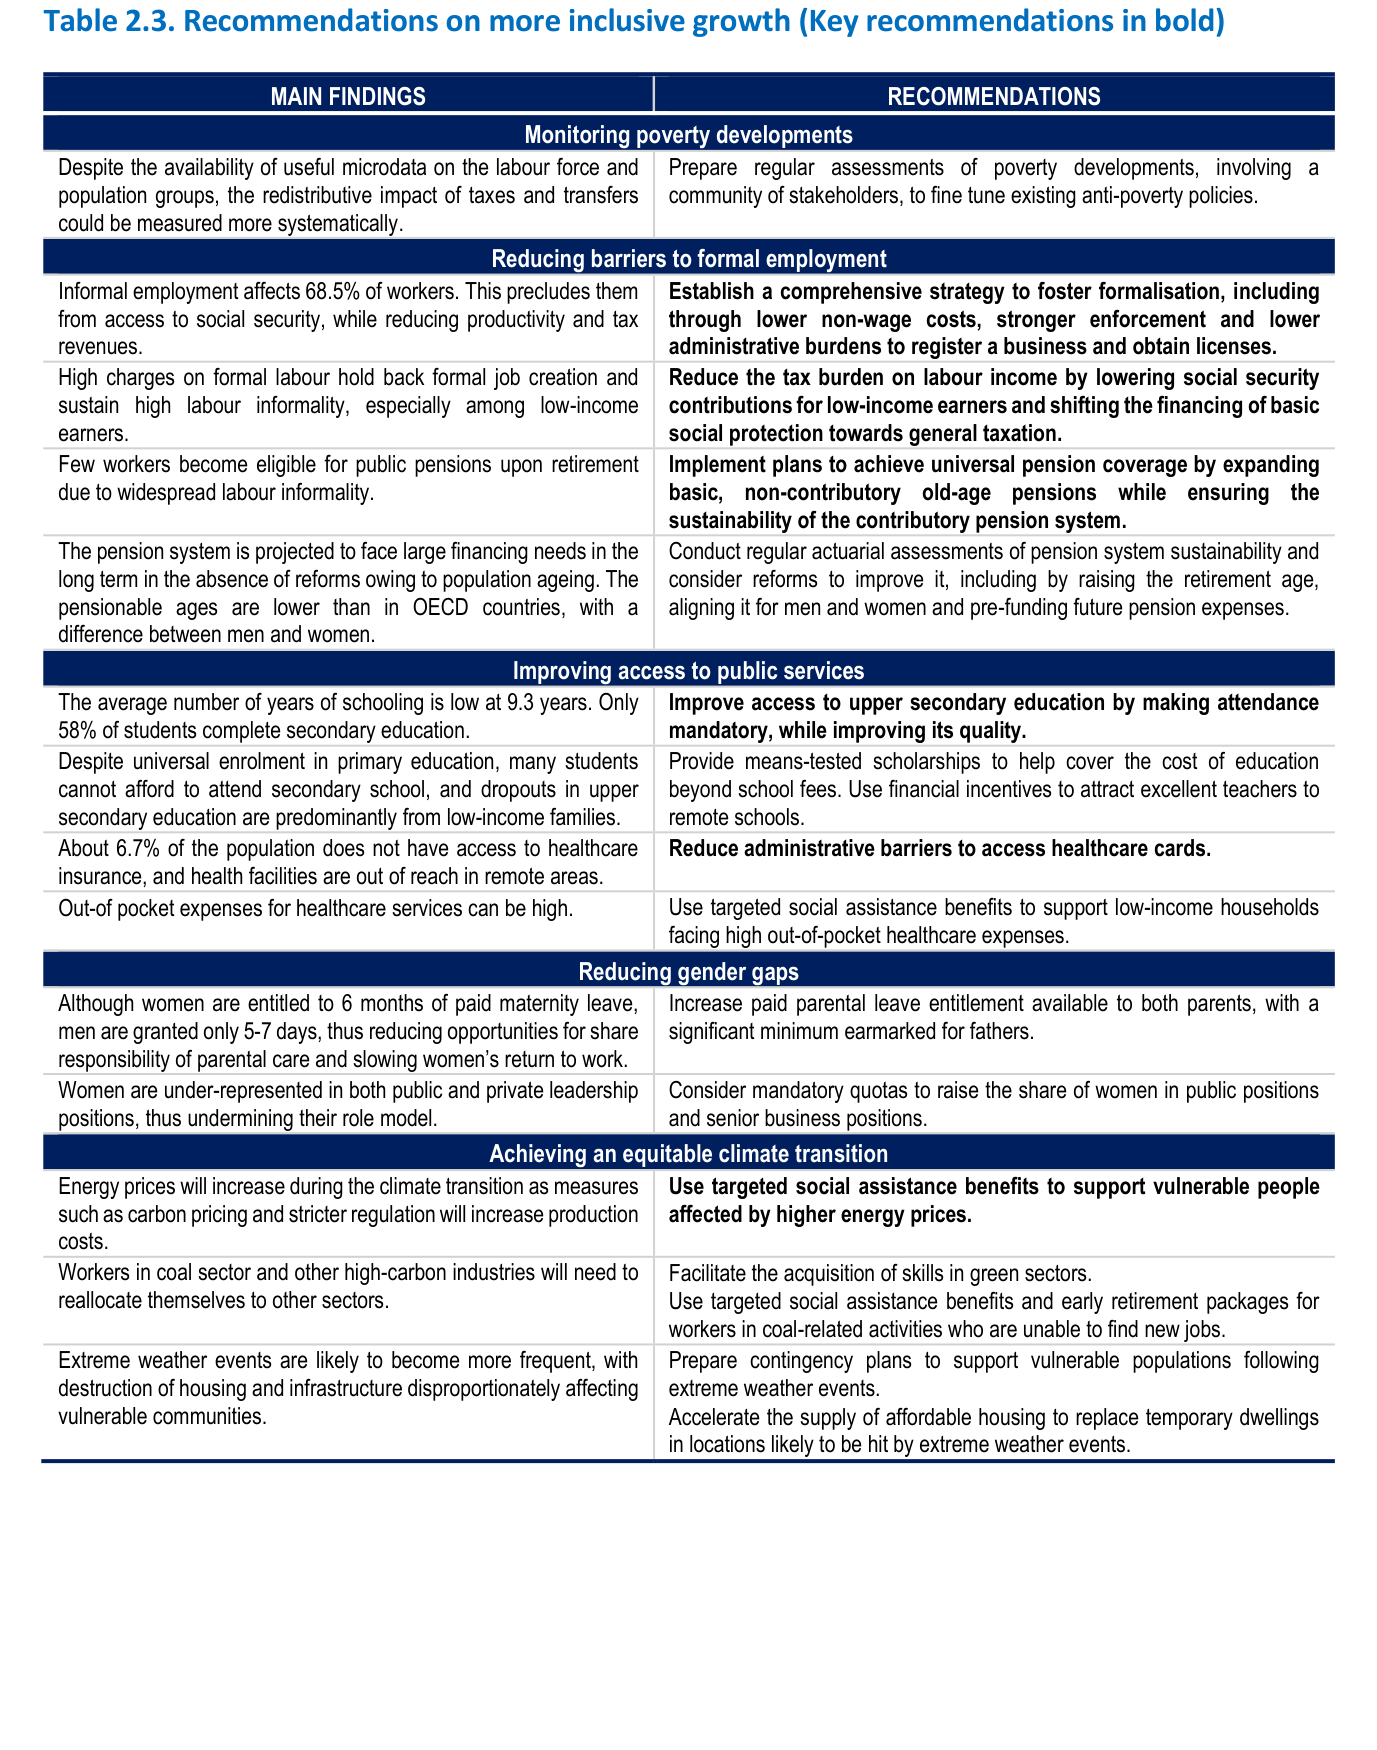 Table 2.3. Recommendations on more inclusive growth (Key recommendations in bold)
MAIN FINDINGS
RECOMMENDATIONS
Monitoring poverty developments
Despite the availability of useful microdata on the labour force and
population groups, the redistributive impact of taxes and transfers
could be measured more systematically.
Prepare regular assessments of poverty developments, involving a
community of stakeholders, to fine tune existing anti-poverty policies.
Reducing barriers to formal employment
Informal employment affects 68.5% of workers. This precludes them
from access to social security, while reducing productivity and tax
revenues.
Establish a comprehensive strategy to foster formalisation, including
through lower non-wage costs, stronger enforcement and lower
administrative burdens to register a business and obtain licenses.
High charges on formal labour hold back formal job creation and
sustain high labour informality, especially among low-income
earners.
Reduce the tax burden on labour income by lowering social security
contributions for low-income earners and shifting the financing of basic
social protection towards general taxation.
Few workers become eligible for public pensions upon retirement
due to widespread labour informality.
Implement plans to achieve universal pension coverage by expanding
basic, non-contributory old-age pensions while ensuring the
sustainability of the contributory pension system.
The pension system is projected to face large financing needs in the
long term in the absence of reforms owing to population ageing. The
pensionable ages are lower than in OECD countries, with a
difference between men and women.
Conduct regular actuarial assessments of pension system sustainability and
consider reforms to improve it, including by raising the retirement age,
aligning it for men and women and pre-funding future pension expenses.
Improving access to public services
The average number of years of schooling is low at 9.3 years. Only
58% of students complete secondary education.
Improve access to upper secondary education by making attendance
mandatory, while improving its quality.
Despite universal enrolment in primary education, many students
cannot afford to attend secondary school, and dropouts in upper
secondary education are predominantly from low-income families.
Provide means-tested scholarships to help cover the cost of education
beyond school fees. Use financial incentives to attract excellent teachers to
remote schools.
About 6.7% of the population does not have access to healthcare
insurance, and health facilities are out of reach in remote areas.
Reduce administrative barriers to access healthcare cards.
Out-of pocket expenses for healthcare services can be high.
Use targeted social assistance benefits to support low-income households
facing high out-of-pocket healthcare expenses.
Reducing gender gaps
Although women are entitled to 6 months of paid maternity leave,
men are granted only 5-7 days, thus reducing opportunities for share
responsibility of parental care and slowing women’s return to work.
Increase paid parental leave entitlement available to both parents, with a
significant minimum earmarked for fathers.
Women are under-represented in both public and private leadership
positions, thus undermining their role model.
Consider mandatory quotas to raise the share of women in public positions
and senior business positions.
Achieving an equitable climate transition
Energy prices will increase during the climate transition as measures
such as carbon pricing and stricter regulation will increase production
costs.
Use targeted social assistance benefits to support vulnerable people
affected by higher energy prices.
Workers in coal sector and other high-carbon industries will need to
reallocate themselves to other sectors.
Facilitate the acquisition of skills in green sectors.
Use targeted social assistance benefits and early retirement packages for
workers in coal-related activities who are unable to find new jobs.
Extreme weather events are likely to become more frequent, with
destruction of housing and infrastructure disproportionately affecting
vulnerable communities.
Prepare contingency plans to support vulnerable populations following
extreme weather events.
Accelerate the supply of affordable housing to replace temporary dwellings
in locations likely to be hit by extreme weather events.